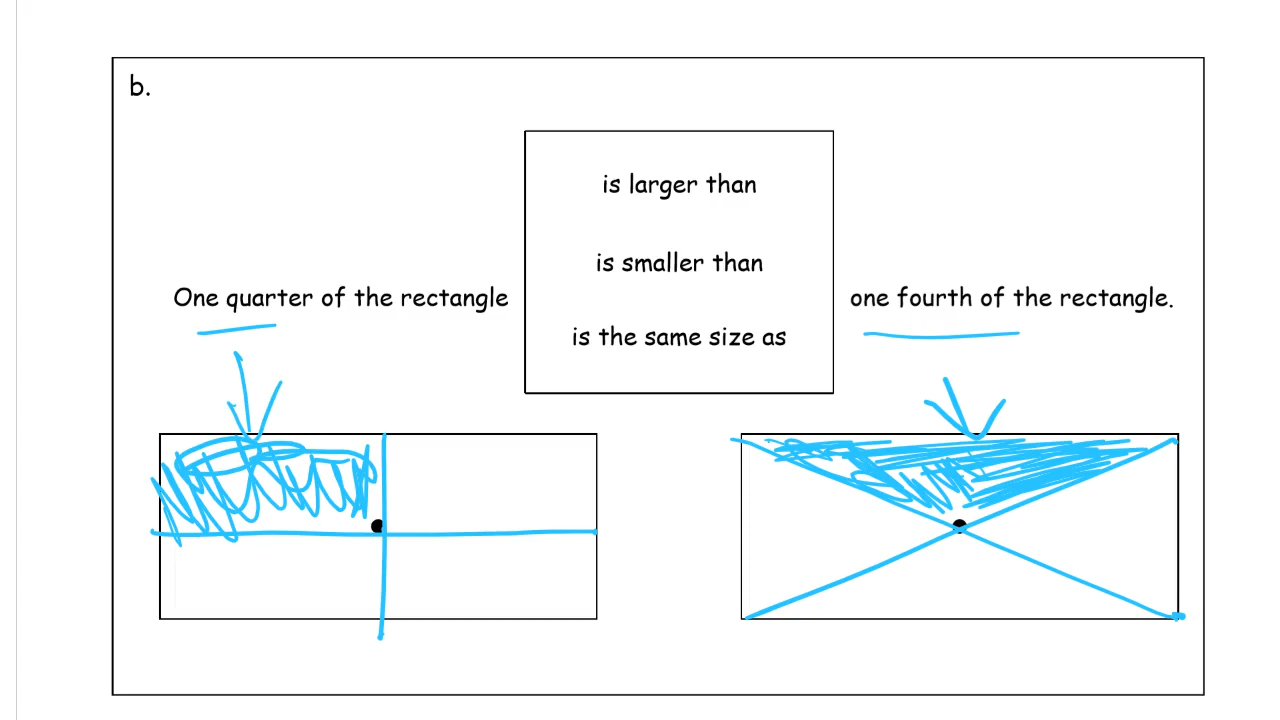 b.
is larger than
is smaller than
One quarter of the rectangle
one fourth of the rectangle.
is the same size as